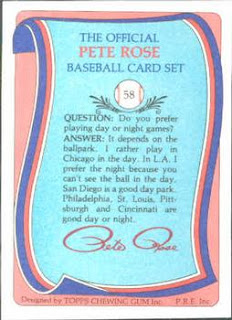 THE OFFICIAL
PETE ROSE
BASEBALL CARD SET
58
QUESTION: Do you prefer
playing day or night games?
ANSWER: It depends on the
ballpark. I rather play in
Chicago in the day. In L.A. I
prefer the night because you
can't see the ball in the day.
San Diego is a good day park.
Philadelphia, St. Louis, Pitt-
sburgh and Cincinnati are
good day or night.
Pete Rose
Designed by TOPPS CHEWING GUM Inc. P.R.E. Inc.